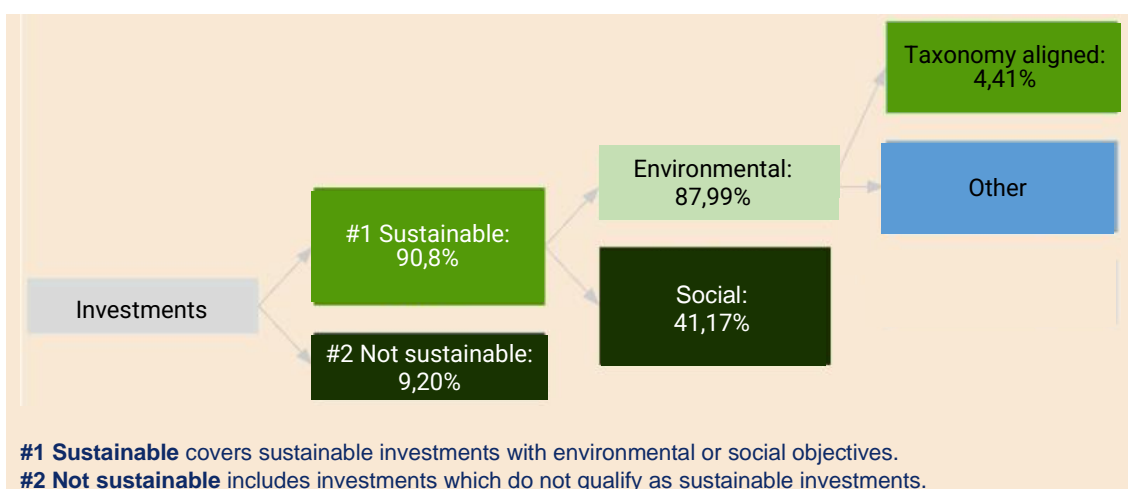 Taxonomy aligned:
4,41%
Environmental:
87,99%
Other
#1 Sustainable:
90,8%
Social:
41,17%
Investments
#2 Not sustainable:
9,20%
#1 Sustainable covers sustainable investments with environmental or social objectives.
#2 Not sustainable includes investments which do not qualify as sustainable investments.